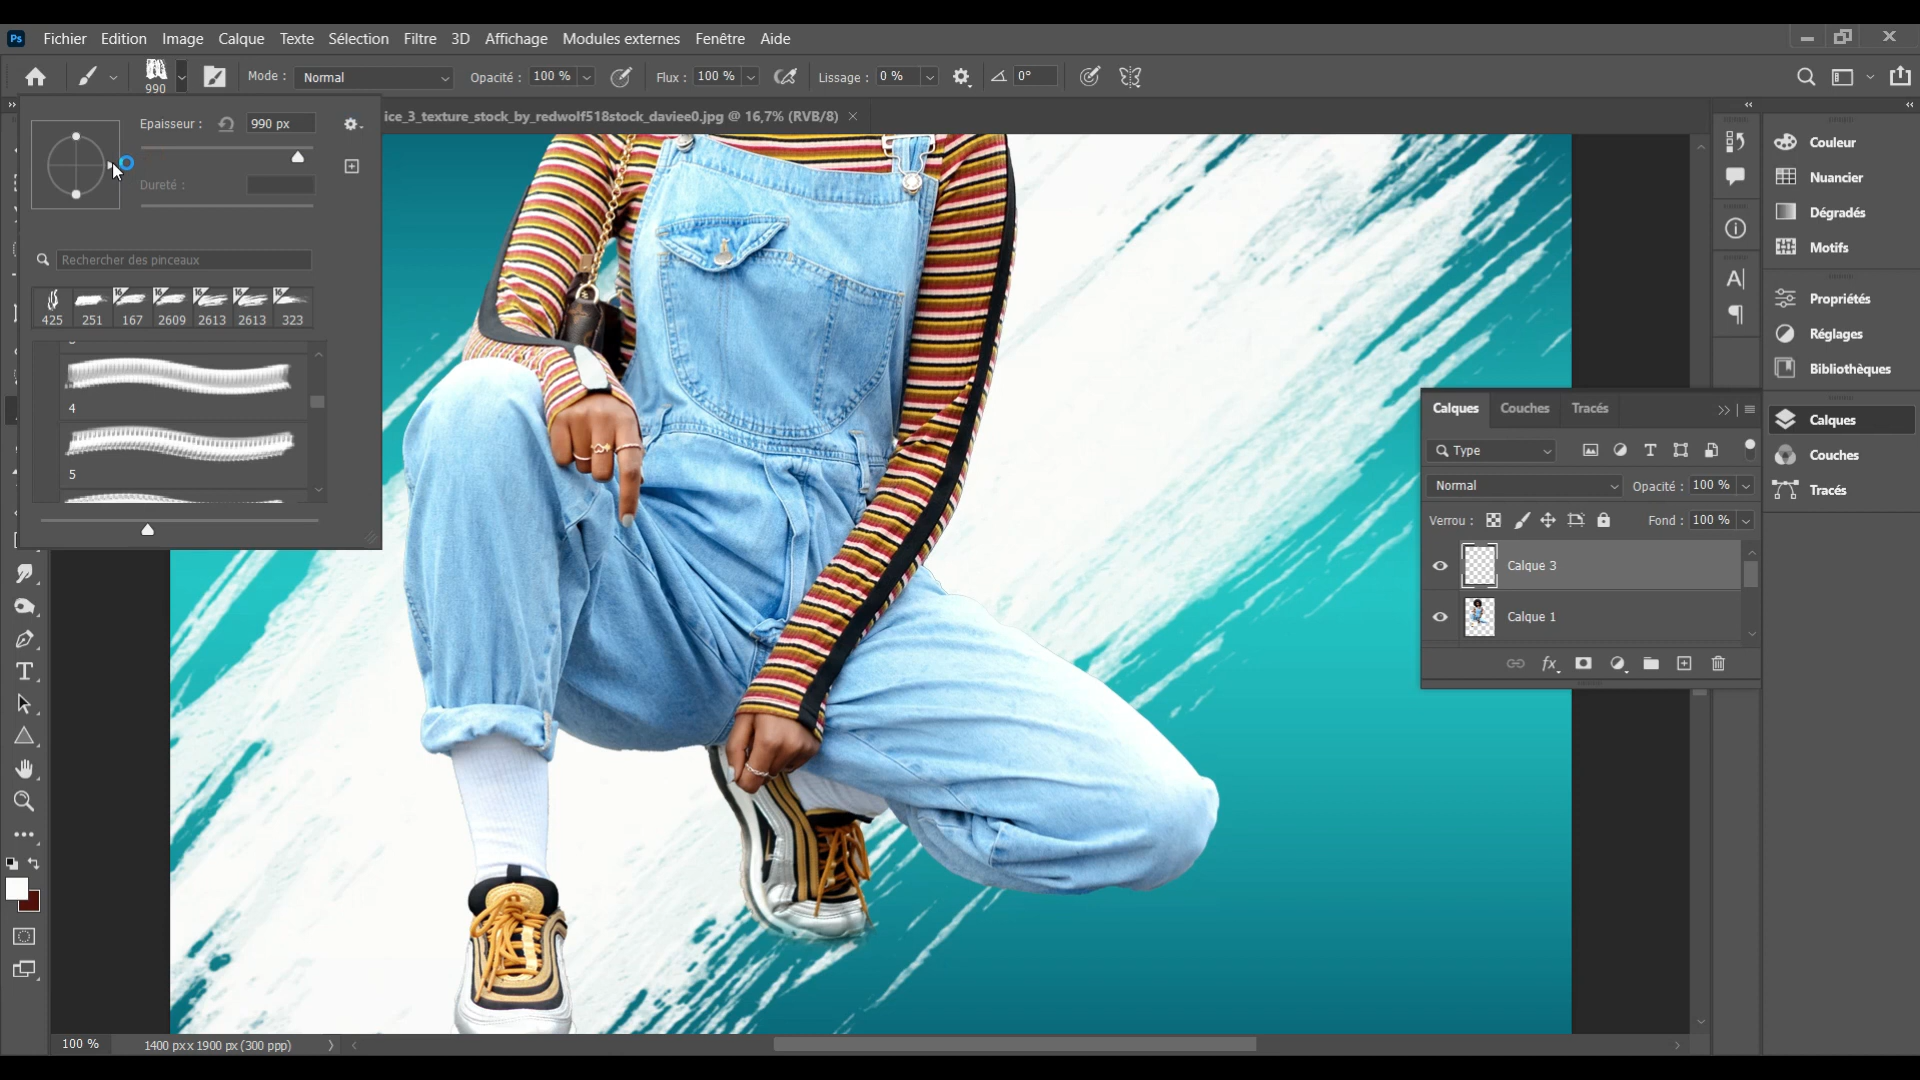 Ps Fichier Edition Image Calque Texte Sélection Filtre 3D Affichage Modules externes Fenêtre Aide
990 Mode : Normal Opacité : 100 % Flux : 100 % Lissage : 0 % 0°
ice_3_texture_stock_by_redwolf518stock_daviee0.jpg @ 16,7% (RVB/8)
Epaisseur : 990 px
Dureté :
Rechercher des pinceaux
425 251 167 2609 2613 2613 323
4
5
Couleur
Nuancier
Dégradés
Motifs
Propriétés
Réglages
Bibliothèques
Calques
Couches
Tracés
Calques Couches Tracés
Type
Normal Opacité : 100 %
Verrou : Fond : 100 %
Calque 3
Calque 1
fx
100 % 1400 px x 1900 px (300 ppp)